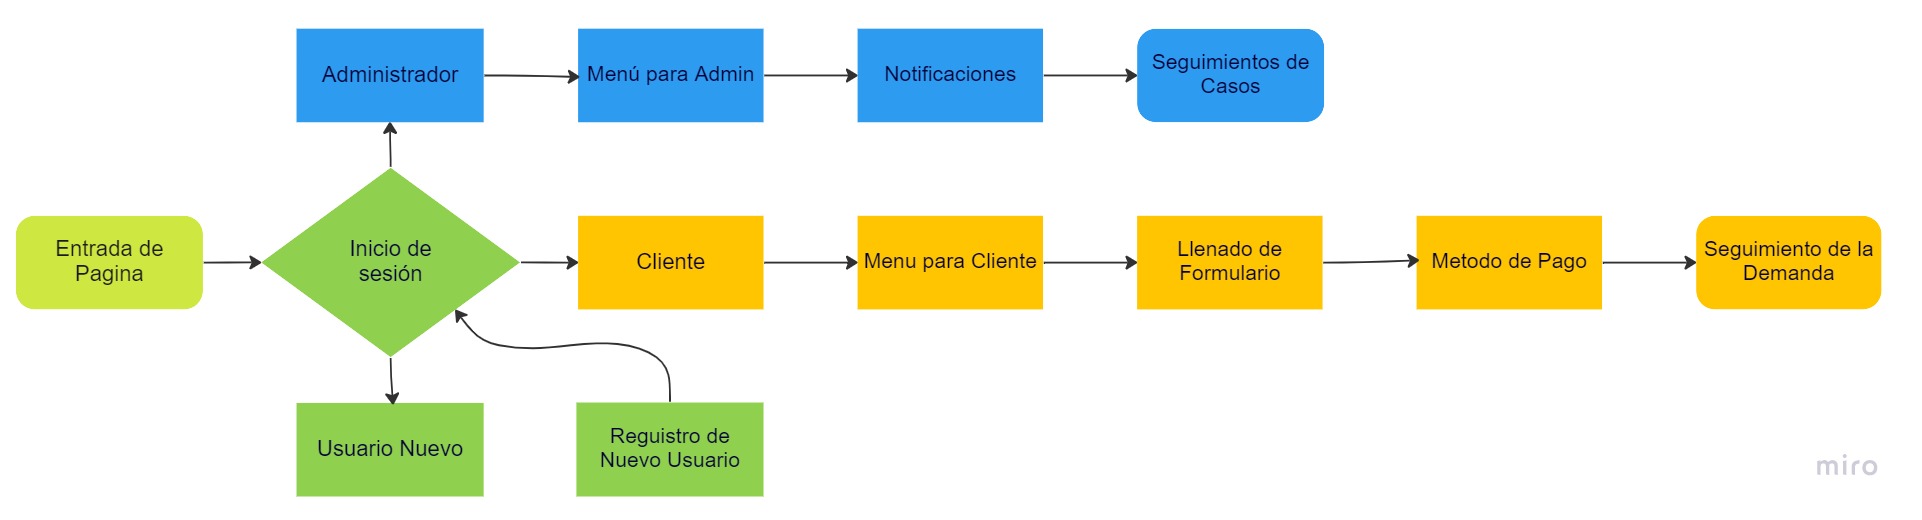 Administrador
Menú para Admin
Notificaciones
Seguimientos de
Casos
Entrada de
Pagina
Inicio de
sesión
Cliente
Menu para Cliente
Llenado de
Formulario
Metodo de Pago
Seguimiento de la
Demanda
Usuario Nuevo
Reguistro de
Nuevo Usuario
miro